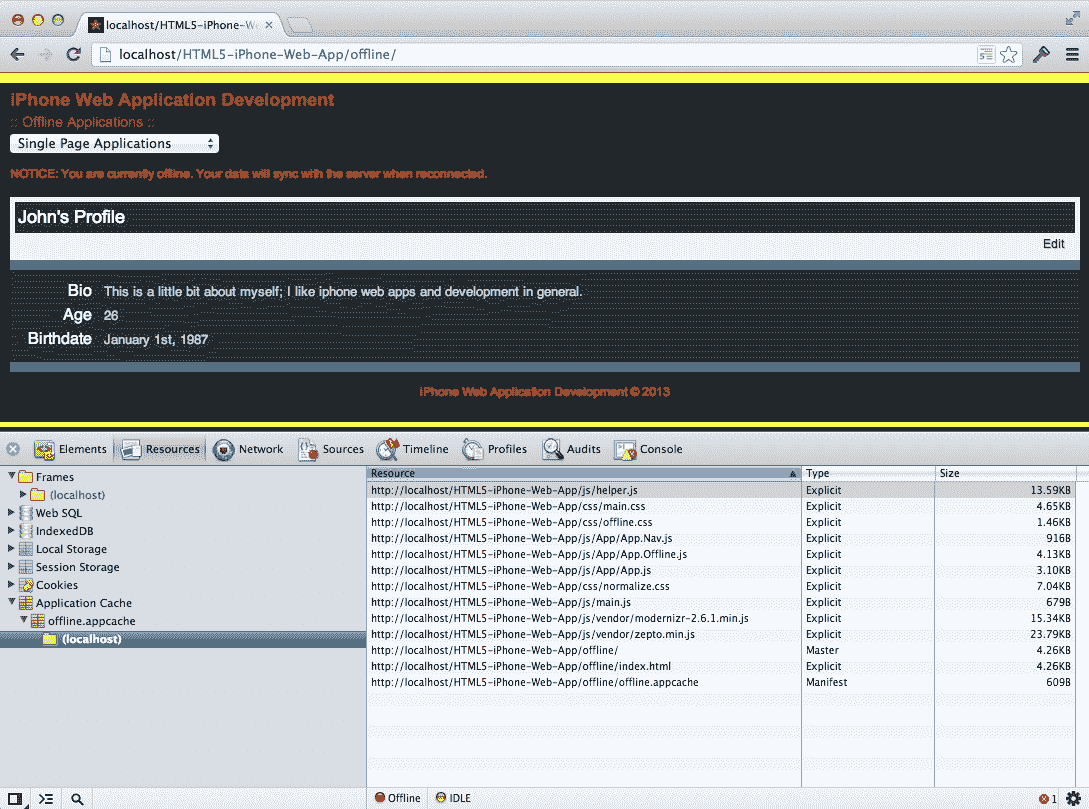 localhost/HTML5-iPhone-We
localhost/HTML5-iPhone-Web-App/offline/
iPhone Web Application Development
:: Offline Applications ::
Single Page Applications
NOTICE: You are currently offline. Your data will sync with the server when reconnected.
John's Profile
Edit
Bio This is a little bit about myself; I like iphone web apps and development in general.
Age 26
Birthdate January 1st, 1987
iPhone Web Application Development © 2013
Elements Resources Network Sources Timeline Profiles Audits Console
Frames
(localhost)
Web SQL
IndexedDB
Local Storage
Session Storage
Cookies
Application Cache
offline.appcache
(localhost)
Resource Type Size
http://localhost/HTML5-iPhone-Web-App/js/helper.js Explicit 13.59KB
http://localhost/HTML5-iPhone-Web-App/css/main.css Explicit 4.65KB
http://localhost/HTML5-iPhone-Web-App/css/offline.css Explicit 1.46KB
http://localhost/HTML5-iPhone-Web-App/js/App/App.Nav.js Explicit 916B
http://localhost/HTML5-iPhone-Web-App/js/App/App.Offline.js Explicit 4.13KB
http://localhost/HTML5-iPhone-Web-App/js/App/App.js Explicit 3.10KB
http://localhost/HTML5-iPhone-Web-App/css/normalize.css Explicit 7.04KB
http://localhost/HTML5-iPhone-Web-App/js/main.js Explicit 679B
http://localhost/HTML5-iPhone-Web-App/js/vendor/modernizr-2.6.1.min.js Explicit 15.34KB
http://localhost/HTML5-iPhone-Web-App/js/vendor/zepto.min.js Explicit 23.79KB
http://localhost/HTML5-iPhone-Web-App/offline/ Master 4.26KB
http://localhost/HTML5-iPhone-Web-App/offline/index.html Explicit 4.26KB
http://localhost/HTML5-iPhone-Web-App/offline/offline.appcache Manifest 609B
Offline IDLE 1